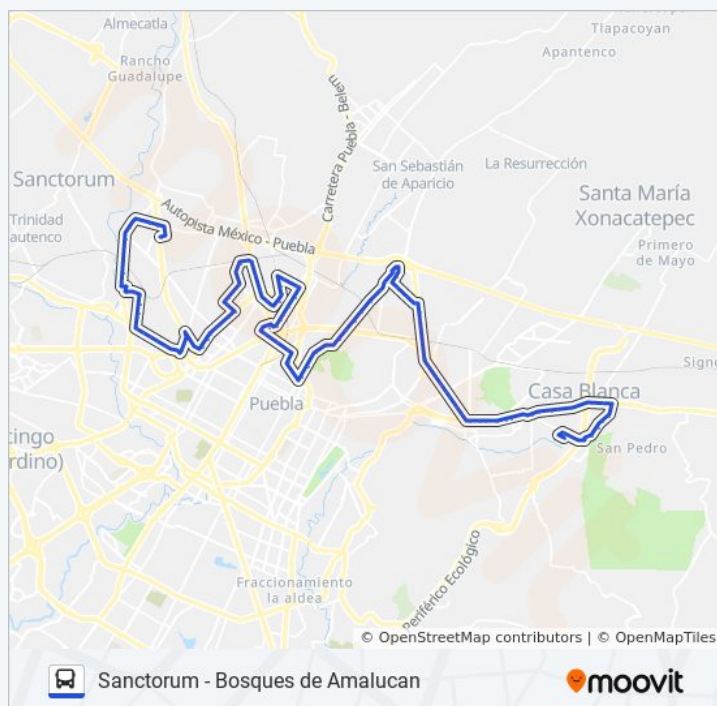 Almecatla
Tlapacoyan
Rancho
Guadalupe
Apantenco
Carretera Puebla - Belem
San Sebastián
de Aparicio
La Resurrección
Sanctorum
Santa María
Xonacatepec
Trinidad
autenco
Autopista México - Puebla
Primero
de Mayo
Signo
Casa Blanca
Puebla
cingo
ardino)
San Pedro
Periférico Ecológico
Fraccionamiento
la aldea
© OpenStreetMap contributors | © OpenMapTiles
Sanctorum - Bosques de Amalucan
moovit